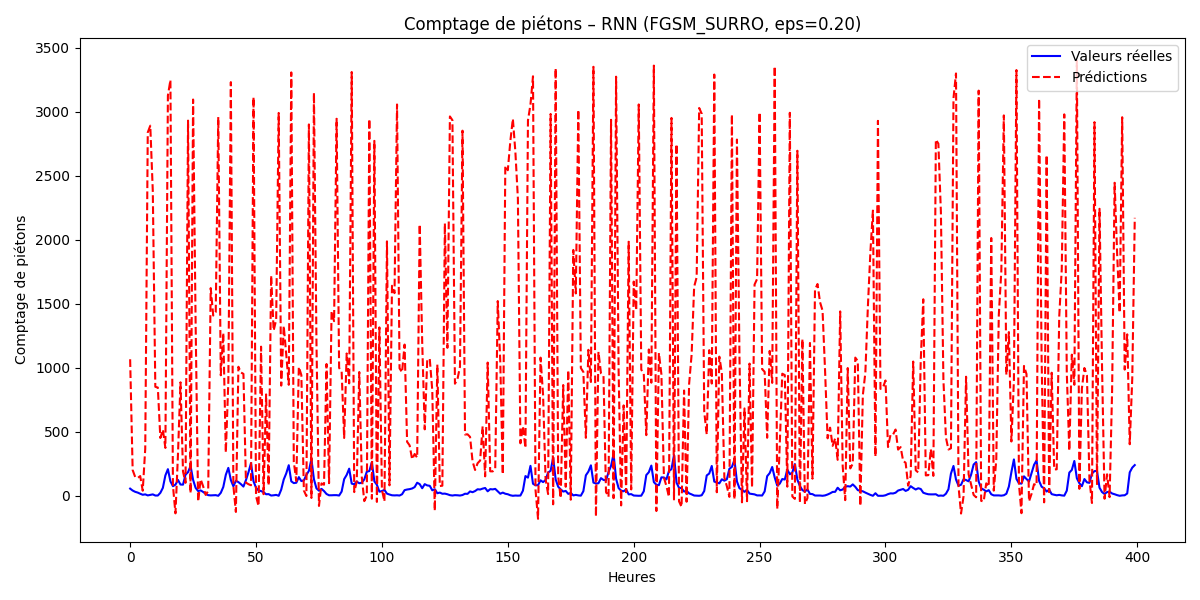 Comptage de piétons – RNN (FGSM_SURRO, eps=0.20)
Valeurs réelles
Prédictions
Comptage de piétons
3500
3000
2500
2000
1500
1000
500
0
0 50 100 150 200 250 300 350 400
Heures